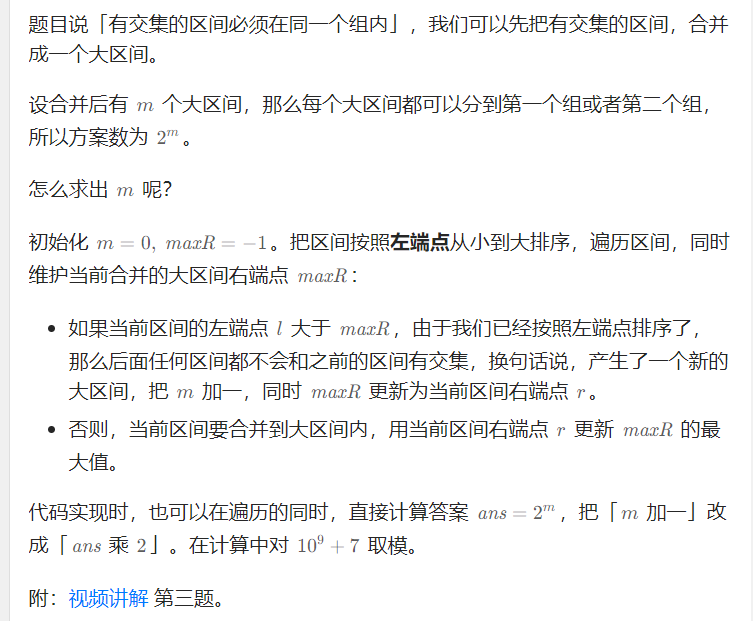 题目说「有交集的区间必须在同一个组内」，我们可以先把有交集的区间，合并
成一个大区间。
设合并后有 m 个大区间，那么每个大区间都可以分到第一个组或者第二个组，
所以方案数为 2^m。
怎么求出 m 呢？
初始化 m = 0, maxR = −1。把区间按照左端点从小到大排序，遍历区间，同时
维护当前合并的大区间右端点 maxR：
• 如果当前区间的左端点 l 大于 maxR，由于我们已经按照左端点排序了，
那么后面任何区间都不会和之前的区间有交集，换句话说，产生了一个新的
大区间，把 m 加一，同时 maxR 更新为当前区间右端点 r。
• 否则，当前区间要合并到大区间内，用当前区间右端点 r 更新 maxR 的最
大值。
代码实现时，也可以在遍历的同时，直接计算答案 ans = 2^m，把「m 加一」改
成「ans 乘 2」。在计算中对 10^9 + 7 取模。
附：视频讲解 第三题。